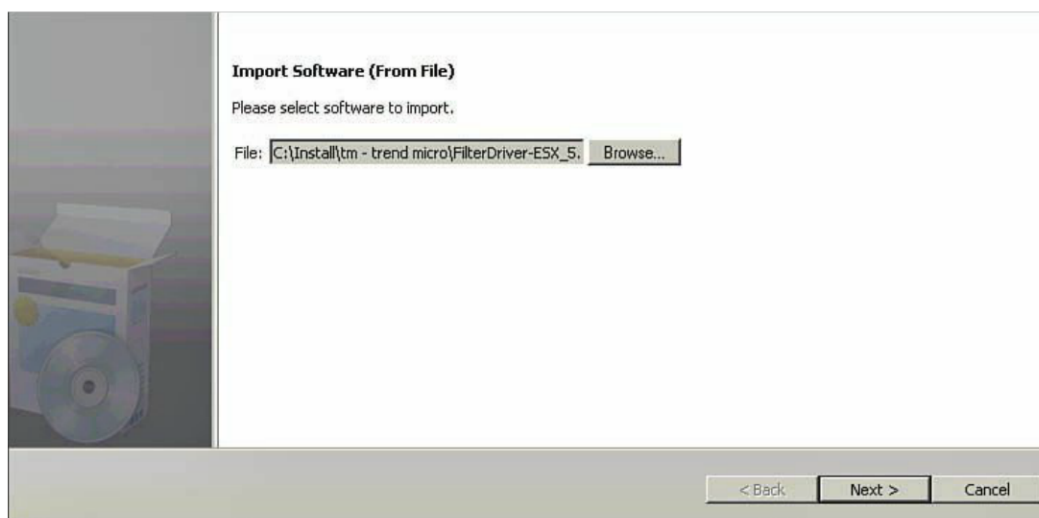 Import Software (From File)
Please select software to import.
File: C:\Install\tm - trend micro\FilterDriver-ESX_5. Browse...
< Back Next > Cancel